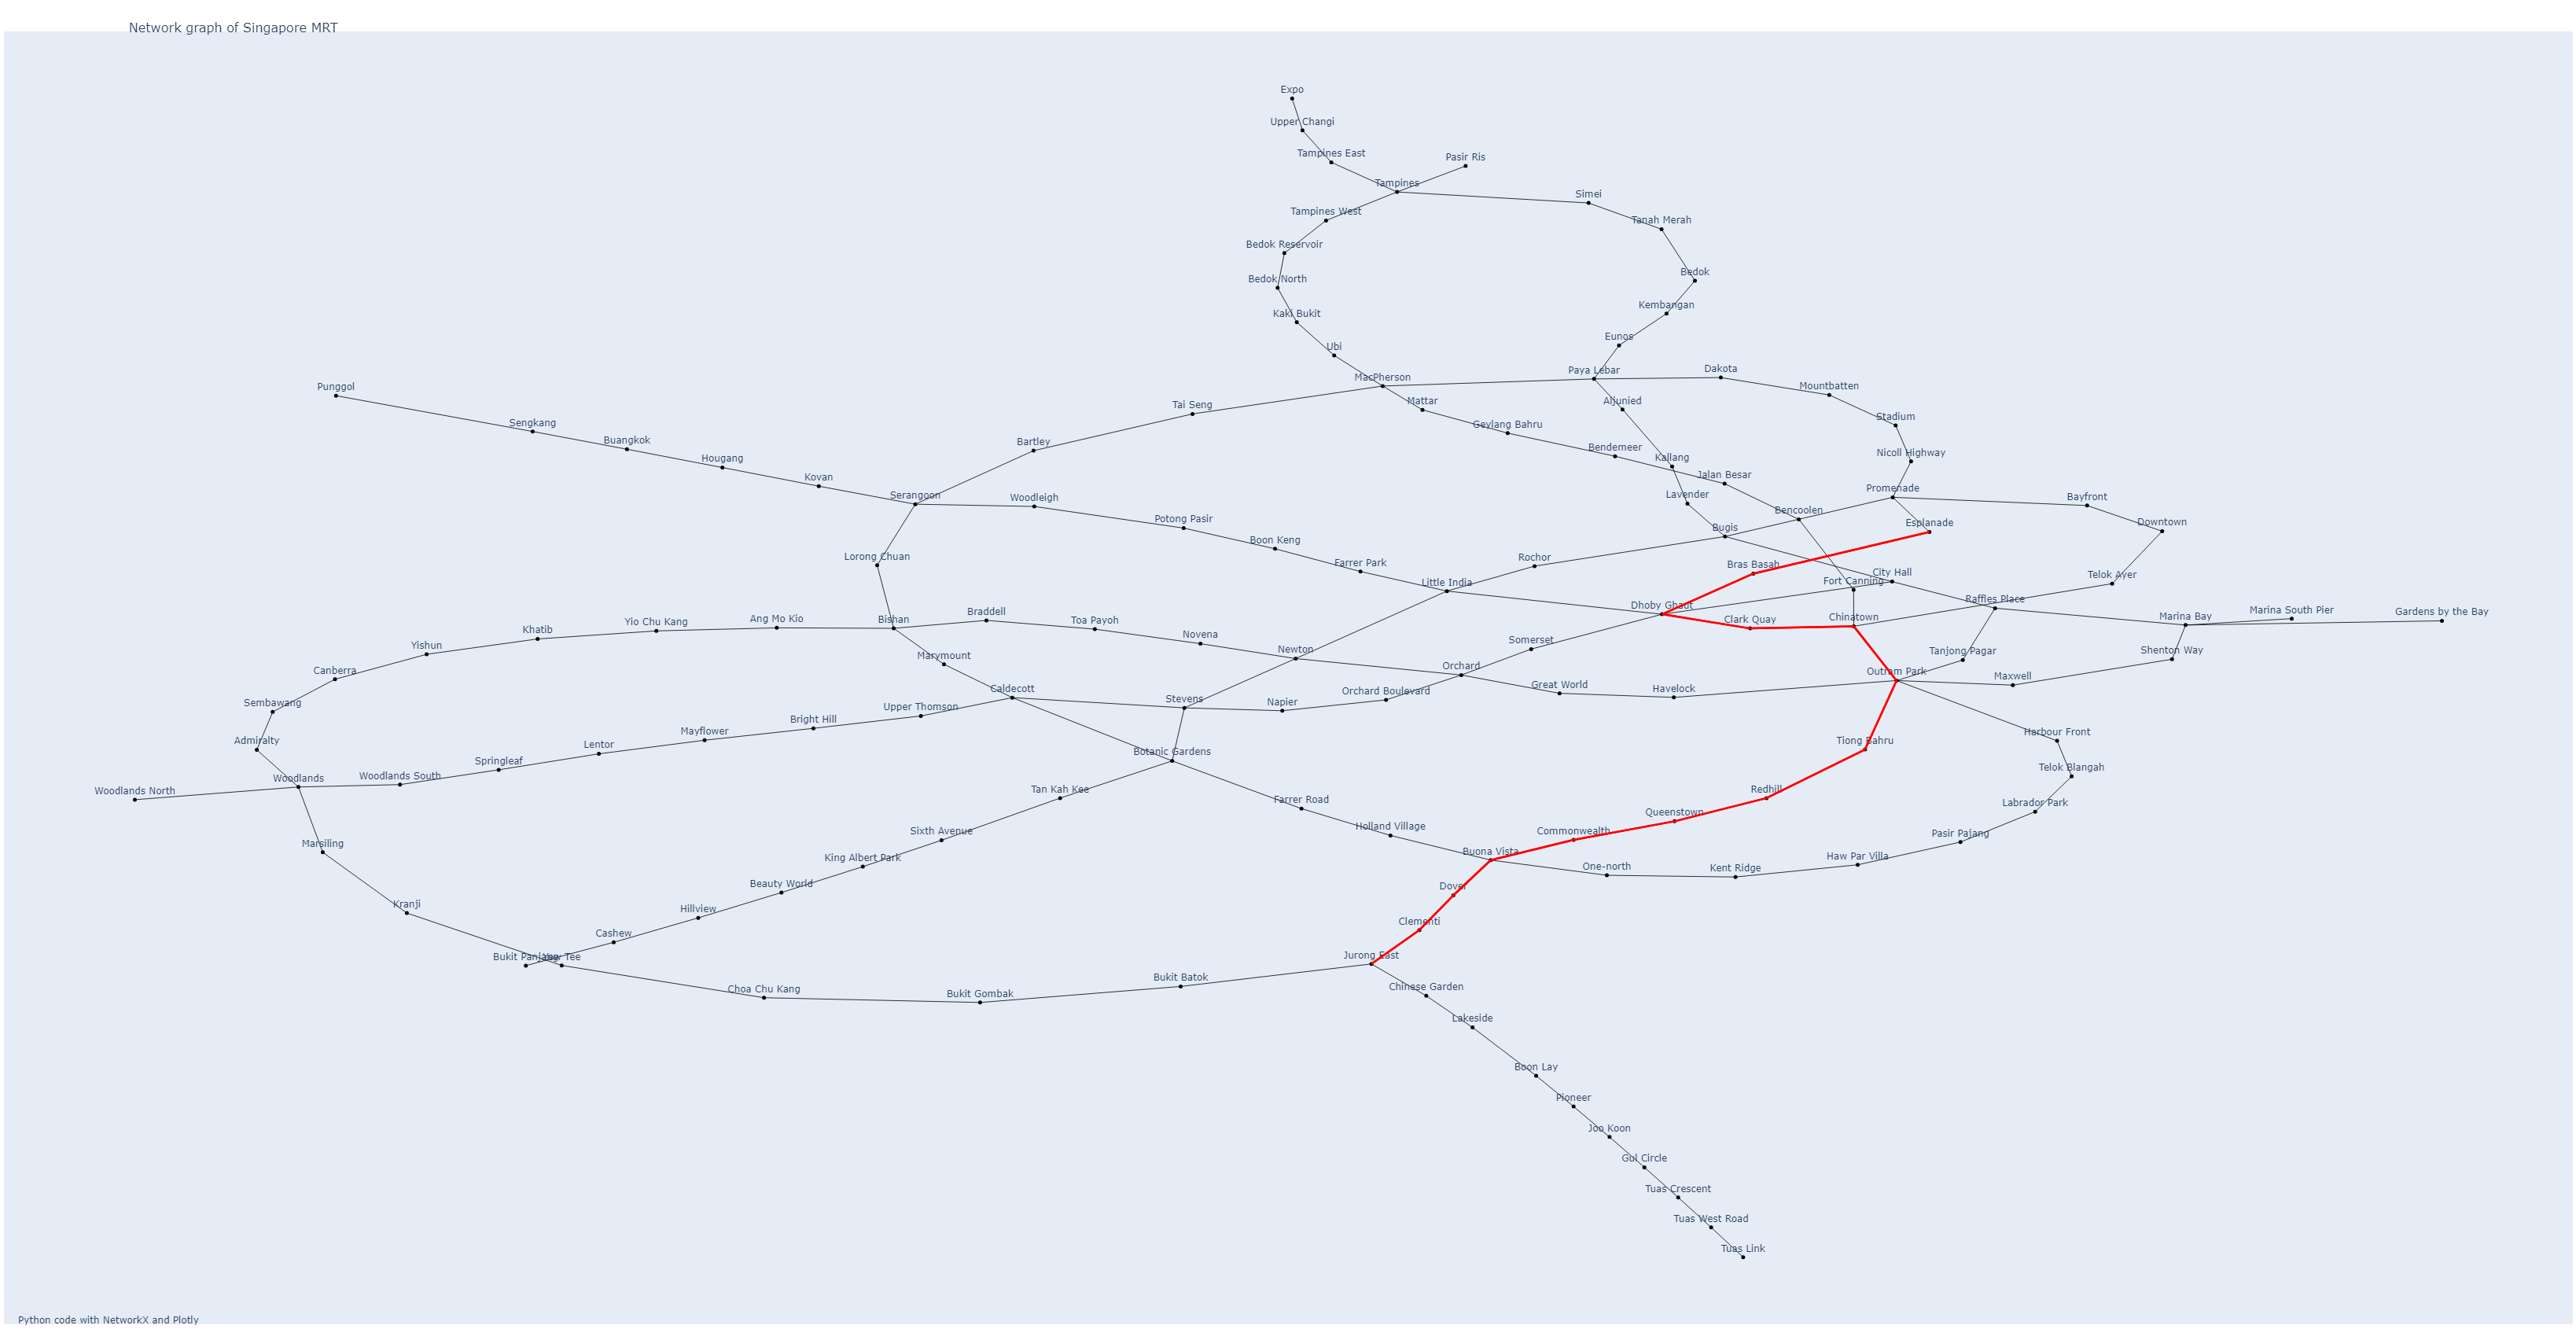 Network graph of Singapore MRT
Expo
Upper Changi
Tampines East
Pasir Ris
Tampines
Simei
Tampines West
Tanah Merah
Bedok Reservoir
Bedok
Bedok North
Kembangan
Kaki Bukit
Eunos
Ubi
Paya Lebar
Dakota
MacPherson
Punggol
Mountbatten
Mattar
Aljunied
Tai Seng
Stadium
Sengkang
Geylang Bahru
Buangkok
Bartley
Bendemeer
Nicoll Highway
Hougang
Kallang
Jalan Besar
Kovan
Promenade
Serangoon
Woodleigh
Lavender
Bayfront
Bencoolen
Potong Pasir
Esplanade
Downtown
Bugis
Boon Keng
Lorong Chuan
Rochor
Farrer Park
Bras Basah
City Hall
Telok Ayer
Little India
Fort Canning
Raffles Place
Dhoby Ghaut
Braddell
Marina South Pier
Gardens by the Bay
Bishan
Ang Mo Kio
Toa Payoh
Clark Quay
Chinatown
Marina Bay
Yio Chu Kang
Khatib
Novena
Yishun
Somerset
Newton
Marymount
Tanjong Pagar
Shenton Way
Canberra
Orchard
Outram Park
Maxwell
Caldecott
Great World
Havelock
Orchard Boulevard
Stevens
Napier
Sembawang
Upper Thomson
Bright Hill
Mayflower
Harbour Front
Admiralty
Lentor
Tiong Bahru
Botanic Gardens
Springleaf
Telok Blangah
Woodlands
Woodlands South
Woodlands North
Tan Kah Kee
Redhill
Farrer Road
Labrador Park
Queenstown
Holland Village
Sixth Avenue
Commonwealth
Pasir Pajang
Marsiling
Buona Vista
King Albert Park
Haw Par Villa
One-north
Kent Ridge
Beauty World
Dover
Kranji
Hillview
Clementi
Cashew
Bukit Panjang
Yew Tee
Jurong East
Bukit Batok
Choa Chu Kang
Bukit Gombak
Chinese Garden
Lakeside
Boon Lay
Pioneer
Joo Koon
Gul Circle
Tuas Crescent
Tuas West Road
Tuas Link
Python code with NetworkX and Plotly